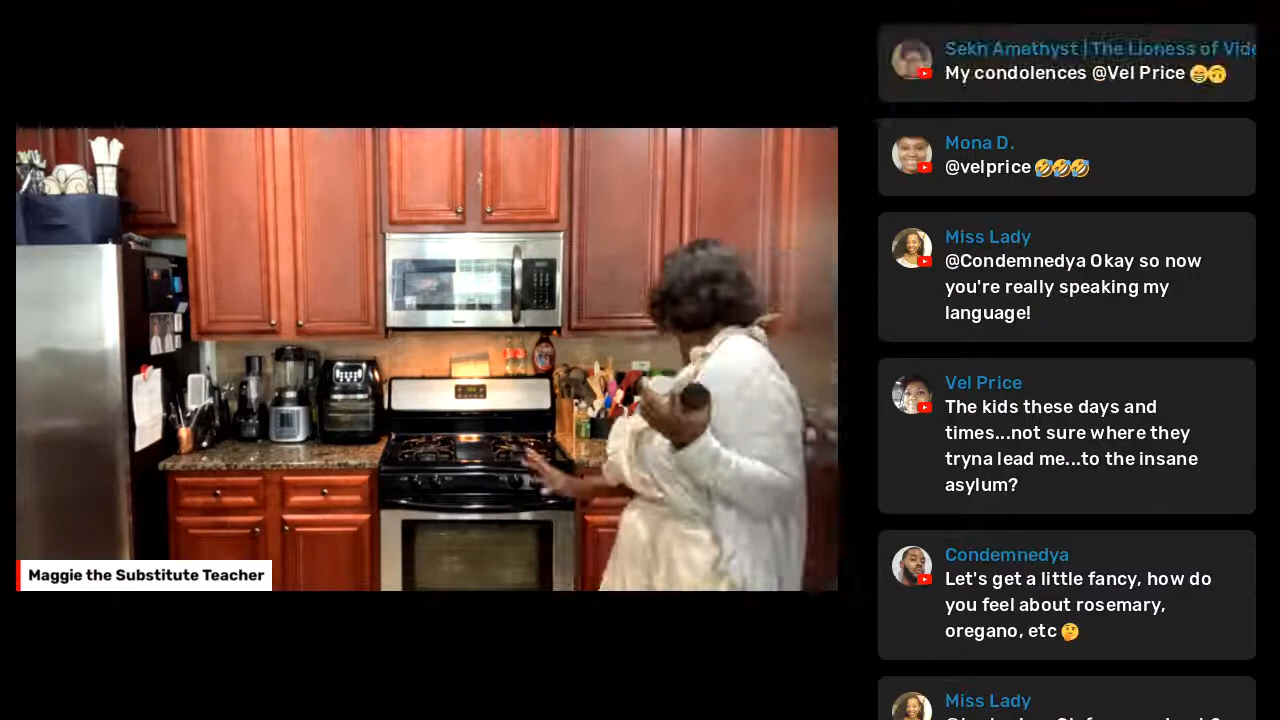 Sekh Amethyst | The Lioness of
My condolences @Vel Price 😁🙃
Mona D.
@velprice 🤣🤣🤣
Miss Lady
@Condemnedya Okay so now
you're really speaking my
language!
Vel Price
The kids these days and
times...not sure where they
tryna lead me...to the insane
asylum?
Condemnedya
Let's get a little fancy, how do
you feel about rosemary,
oregano, etc 🤔
Miss Lady
Maggie the Substitute Teacher